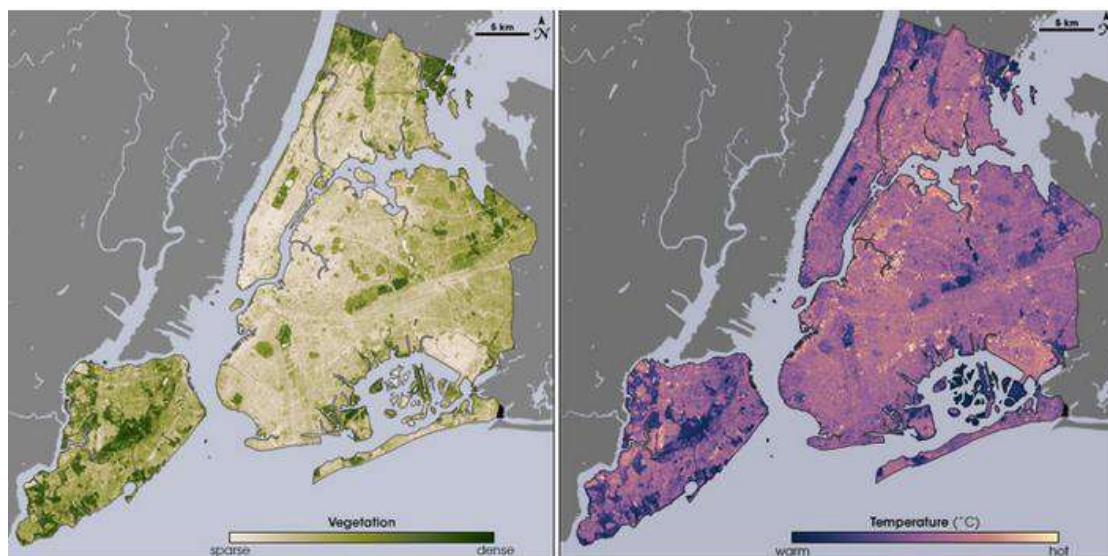 5 km
N
Vegetation
sparse
dense
5 km
N
Temperature (°C)
warm
hot